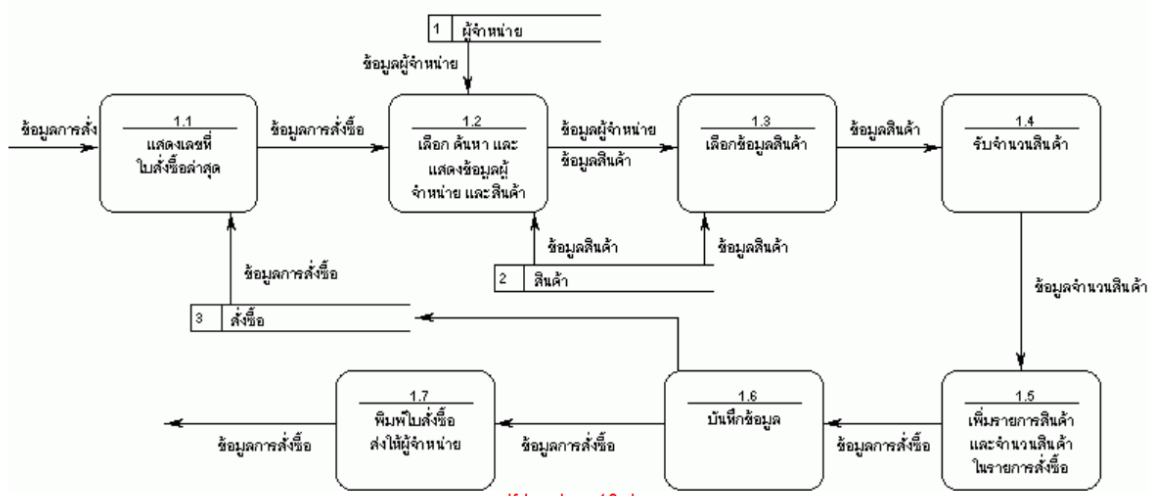 1 ผู้จำหน่าย
ข้อมูลผู้จำหน่าย
ข้อมูลการสั่ง
1.1
แสดงเลขที่
ใบสั่งซื้อล่าสุด
ข้อมูลการสั่งซื้อ
1.2
เลือก ค้นหา และ
แสดงข้อมูลผู้
จำหน่าย และสินค้า
ข้อมูลผู้จำหน่าย
ข้อมูลสินค้า
1.3
เลือกข้อมูลสินค้า
ข้อมูลสินค้า
1.4
รับจำนวนสินค้า
ข้อมูลสินค้า
ข้อมูลสินค้า
2 สินค้า
ข้อมูลการสั่งซื้อ
3 สั่งซื้อ
ข้อมูลจำนวนสินค้า
1.5
เพิ่มรายการสินค้า
และจำนวนสินค้า
ในรายการสั่งซื้อ
ข้อมูลการสั่งซื้อ
1.6
บันทึกข้อมูล
ข้อมูลการสั่งซื้อ
1.7
พิมพ์ใบสั่งซื้อ
ส่งให้ผู้จำหน่าย
ข้อมูลการสั่งซื้อ